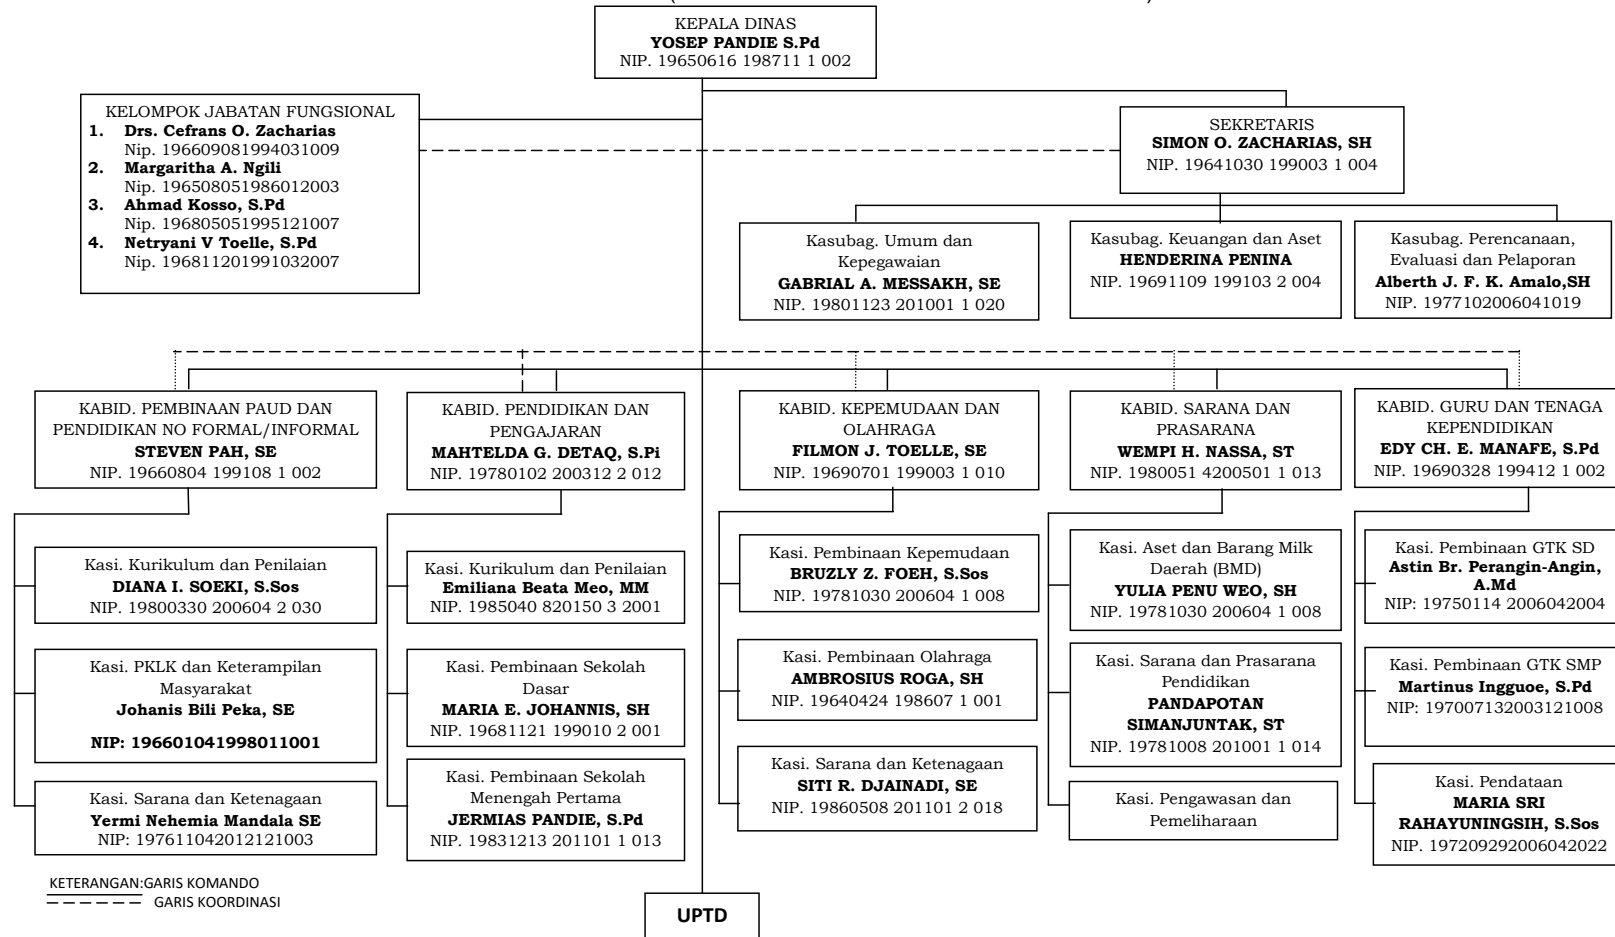 KEPALA DINAS
YOSEP PANDIE S.Pd
NIP. 19650616 198711 1 002
KELOMPOK JABATAN FUNGSIONAL
1. Drs. Cefrans O. Zacharias
Nip. 196609081994031009
2. Margaritha A. Ngili
Nip. 196508051986012003
3. Ahmad Kosso, S.Pd
Nip. 196805051995121007
4. Netryani V Toelle, S.Pd
Nip. 196811201991032007
SEKRETARIS
SIMON O. ZACHARIAS, SH
NIP. 19641030 199003 1 004
Kasubag. Umum dan
Kepegawaian
GABRIAL A. MESSAKH, SE
NIP. 19801123 201001 1 020
Kasubag. Keuangan dan Aset
HENDERINA PENINA
NIP. 19691109 199103 2 004
Kasubag. Perencanaan,
Evaluasi dan Pelaporan
Alberth J. F. K. Amalo,SH
NIP. 1977102006041019
KABID. PEMBINAAN PAUD DAN
PENDIDIKAN NO FORMAL/INFORMAL
STEVEN PAH, SE
NIP. 19660804 199108 1 002
KABID. PENDIDIKAN DAN
PENGAJARAN
MAHTELDA G. DETAQ, S.Pi
NIP. 19780102 200312 2 012
KABID. KEPEMUDAAN DAN
OLAHRAGA
FILMON J. TOELLE, SE
NIP. 19690701 199003 1 010
KABID. SARANA DAN
PRASARANA
WEMPI H. NASSA, ST
NIP. 1980051 4200501 1 013
KABID. GURU DAN TENAGA
KEPENDIDIKAN
EDY CH. E. MANAFE, S.Pd
NIP. 19690328 199412 1 002
Kasi. Kurikulum dan Penilaian
DIANA I. SOEKI, S.Sos
NIP. 19800330 200604 2 030
Kasi. PKLK dan Keterampilan
Masyarakat
Johanis Bili Peka, SE
NIP: 196601041998011001
Kasi. Sarana dan Ketenagaan
Yermi Nehemia Mandala SE
NIP: 197611042012121003
Kasi. Kurikulum dan Penilaian
Emiliana Beata Meo, MM
NIP. 1985040 820150 3 2001
Kasi. Pembinaan Sekolah
Dasar
MARIA E. JOHANNIS, SH
NIP. 19681121 199010 2 001
Kasi. Pembinaan Sekolah
Menengah Pertama
JERMIAS PANDIE, S.Pd
NIP. 19831213 201101 1 013
Kasi. Pembinaan Kepemudaan
BRUZLY Z. FOEH, S.Sos
NIP. 19781030 200604 1 008
Kasi. Pembinaan Olahraga
AMBROSIUS ROGA, SH
NIP. 19640424 198607 1 001
Kasi. Sarana dan Ketenagaan
SITI R. DJAINADI, SE
NIP. 19860508 201101 2 018
Kasi. Aset dan Barang Milk
Daerah (BMD)
YULIA PENU WEO, SH
NIP. 19781030 200604 1 008
Kasi. Sarana dan Prasarana
Pendidikan
PANDAPOTAN
SIMANJUNTAK, ST
NIP. 19781008 201001 1 014
Kasi. Pengawasan dan
Pemeliharaan
Kasi. Pembinaan GTK SD
Astin Br. Perangin-Angin,
A.Md
NIP: 19750114 2006042004
Kasi. Pembinaan GTK SMP
Martinus Ingguoe, S.Pd
NIP: 197007132003121008
Kasi. Pendataan
MARIA SRI
RAHAYUNINGSIH, S.Sos
NIP. 197209292006042022
KETERANGAN:GARIS KOMANDO
GARIS KOORDINASI
UPTD